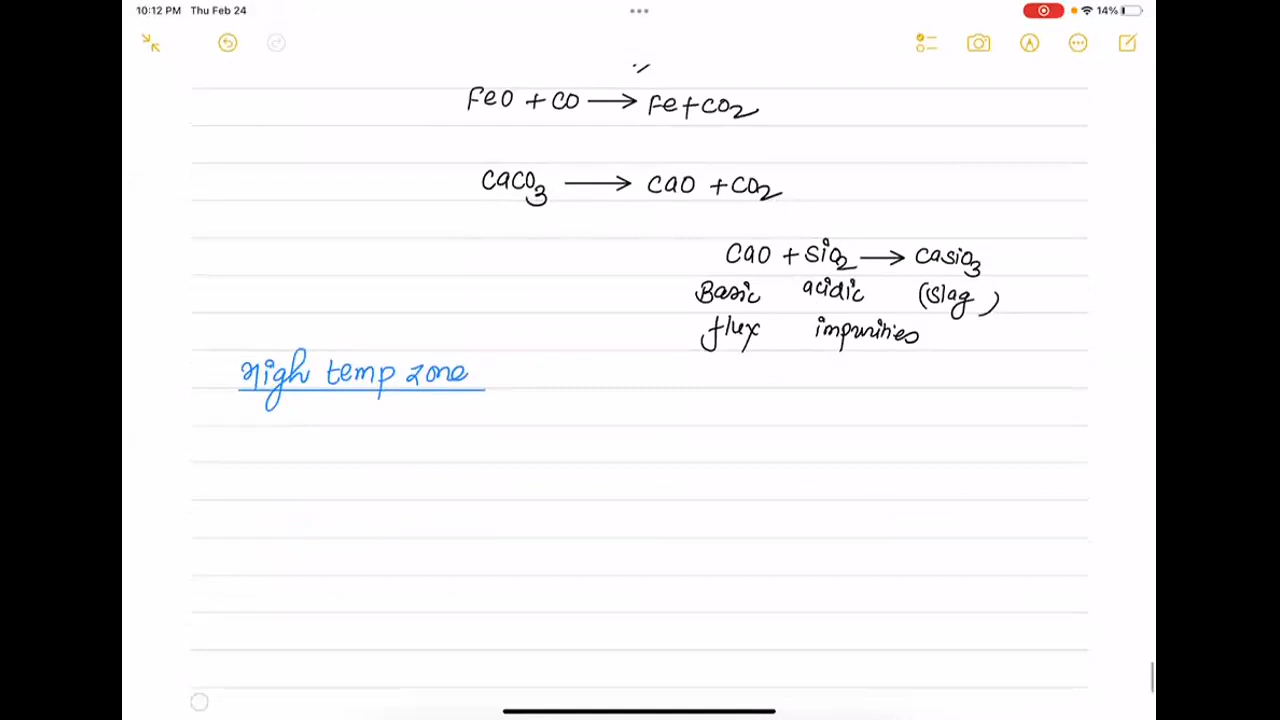 10:12 PM Thu Feb 24
14%
FeO + CO → Fe + CO2
CaCO3 → CaO + CO2
CaO + SiO2 → CaSiO3
Basic acidic (Slag)
flux impurities
High temp zone